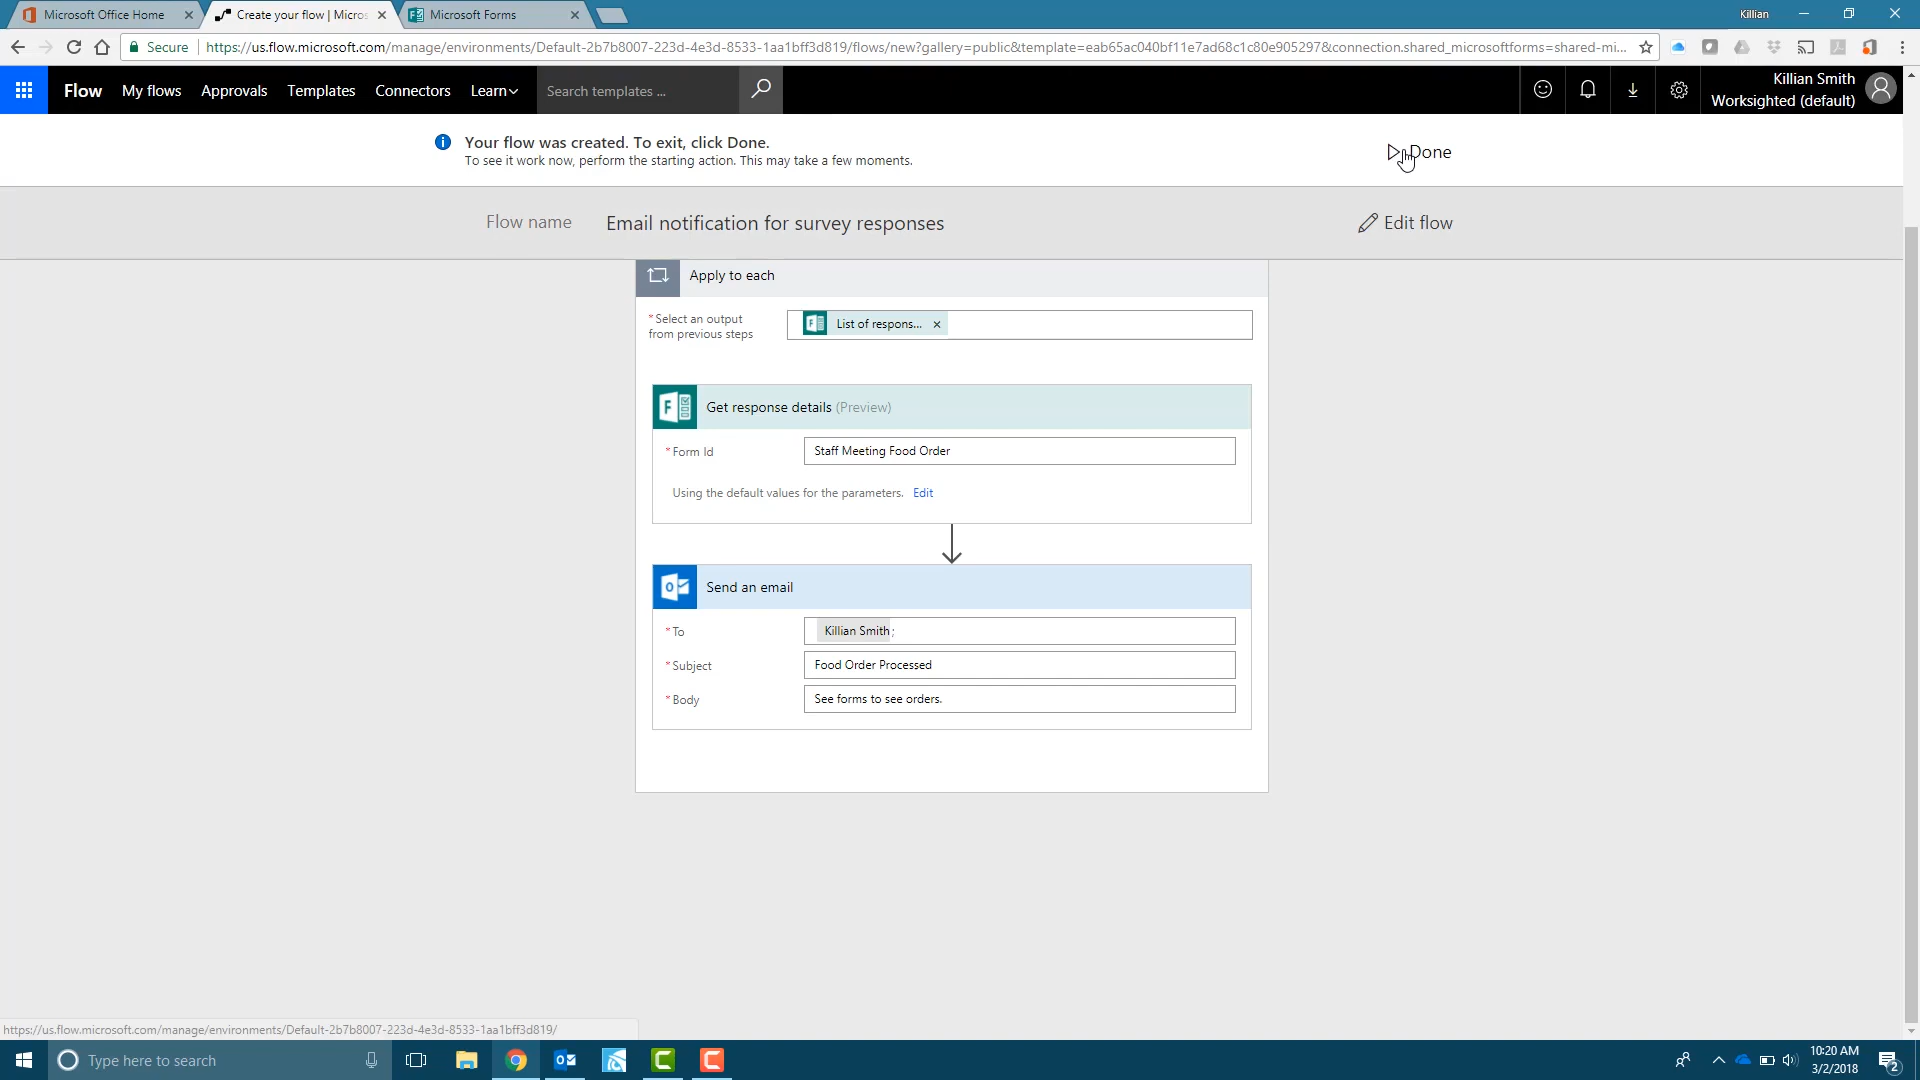 Microsoft Office Home
Create your flow | Micros
Microsoft Forms
Killian
Secure
https://us.flow.microsoft.com/manage/environments/Default-2b7b8007-223d-4e3d-8533-1aa1bff3d819/flows/new?gallery=public&template=eab65ac040bf11e7ad68c1c80e905297&connection.shared_microsoftforms=shared-mi...
Flow
My flows
Approvals
Templates
Connectors
Learn
Search templates ...
Killian Smith
Worksighted (default)
Your flow was created. To exit, click Done.
To see it work now, perform the starting action. This may take a few moments.
Done
Flow name
Email notification for survey responses
Edit flow
Apply to each
*Select an output
from previous steps
List of respons...
Get response details (Preview)
*Form Id
Staff Meeting Food Order
Using the default values for the parameters. Edit
Send an email
*To
Killian Smith;
*Subject
Food Order Processed
*Body
See forms to see orders.
https://us.flow.microsoft.com/manage/environments/Default-2b7b8007-223d-4e3d-8533-1aa1bff3d819/
Type here to search
10:20 AM
3/2/2018
2